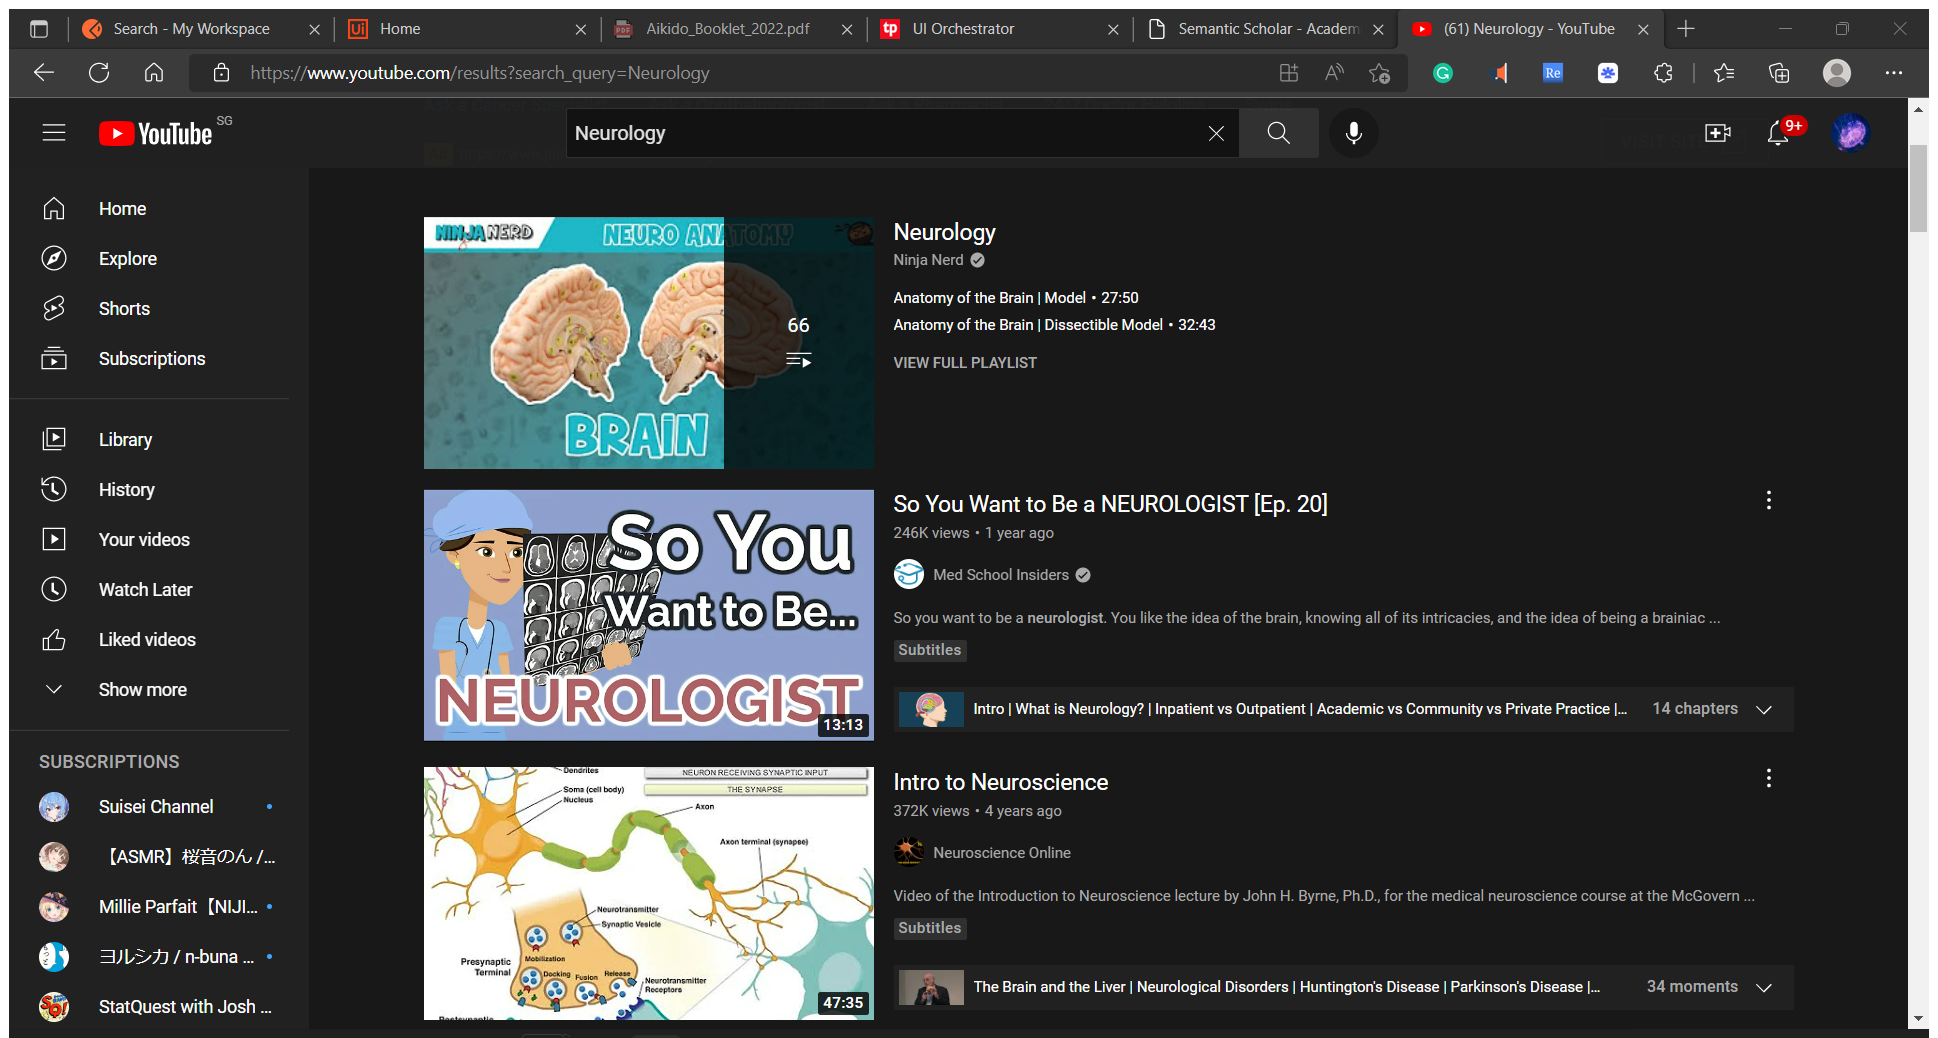 Search - My Workspace
Home
Aikido_Booklet_2022.pdf
UI Orchestrator
Semantic Scholar - Academ
(61) Neurology - YouTube
https://www.youtube.com/results?search_query=Neurology
YouTube SG
Neurology
9+
Home
Explore
Shorts
Subscriptions
Library
History
Your videos
Watch Later
Liked videos
Show more
SUBSCRIPTIONS
Suisei Channel
【ASMR】桜音のん /...
Millie Parfait【NIJI...
ヨルシカ / n-buna ...
StatQuest with Josh ...
NINJA NERD
NEURO ANATOMY
BRAIN
66
Neurology
Ninja Nerd
Anatomy of the Brain | Model • 27:50
Anatomy of the Brain | Dissectible Model • 32:43
VIEW FULL PLAYLIST
So You
Want to Be...
NEUROLOGIST
13:13
So You Want to Be a NEUROLOGIST [Ep. 20]
246K views • 1 year ago
Med School Insiders
So you want to be a neurologist. You like the idea of the brain, knowing all of its intricacies, and the idea of being a brainiac ...
Subtitles
Intro | What is Neurology? | Inpatient vs Outpatient | Academic vs Community vs Private Practice |...
14 chapters
Dendrites
NEURON RECEIVING SYNAPTIC INPUT
Soma (cell body)
THE SYNAPSE
Nucleus
Axon
Axon terminal (synapse)
Neurotransmitter
Synaptic Vesicle
Presynaptic
Terminal
Mobilization
Docking
Fusion
Release
Neurotransmitter
Receptors
47:35
Intro to Neuroscience
372K views • 4 years ago
Neuroscience Online
Video of the Introduction to Neuroscience lecture by John H. Byrne, Ph.D., for the medical neuroscience course at the McGovern ...
Subtitles
The Brain and the Liver | Neurological Disorders | Huntington's Disease | Parkinson's Disease |...
34 moments